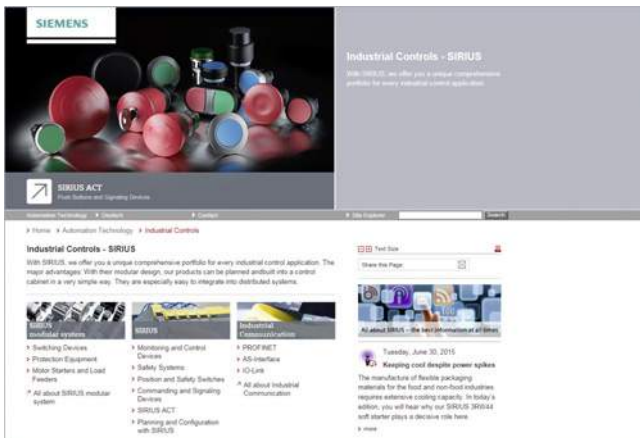 SIEMENS
Industrial Controls - SIRIUS
With SIRIUS, we offer you a unique comprehensive
portfolio for every industrial control application.
SIRIUS ACT
Push Buttons and Signaling Devices
Automation Technology
Contact
Site Explorer
Search
Home
Automation Technology
Industrial Controls
Industrial Controls - SIRIUS
With SIRIUS, we offer you a unique comprehensive portfolio for every industrial control application. The
major advantages: With their modular design, our products can be planned andbuilt into a control
cabinet in a very simple way. They are especially easy to integrate into distributed systems.
SIRIUS
modular system
Switching Devices
Protection Equipment
Motor Starters and Load
Feeders
All about SIRIUS modular
system
SIRIUS
Monitoring and Control
Devices
Safety Systems
Position and Safety Switches
Commanding and Signaling
Devices
SIRIUS ACT
Planning and Configuration
with SIRIUS
Industrial
Communication
PROFINET
AS-Interface
IO-Link
All about Industrial
Communication
Text Size
Share this Page:
All about SIRIUS – the best information at all times
Tuesday, June 30, 2015
Keeping cool despite power spikes
The manufacture of flexible packaging
materials for the food and non-food industries
requires extensive cooling capacity. In today's
edition, you will hear why our SIRIUS 3RW44
soft starter plays a decisive role here.
more